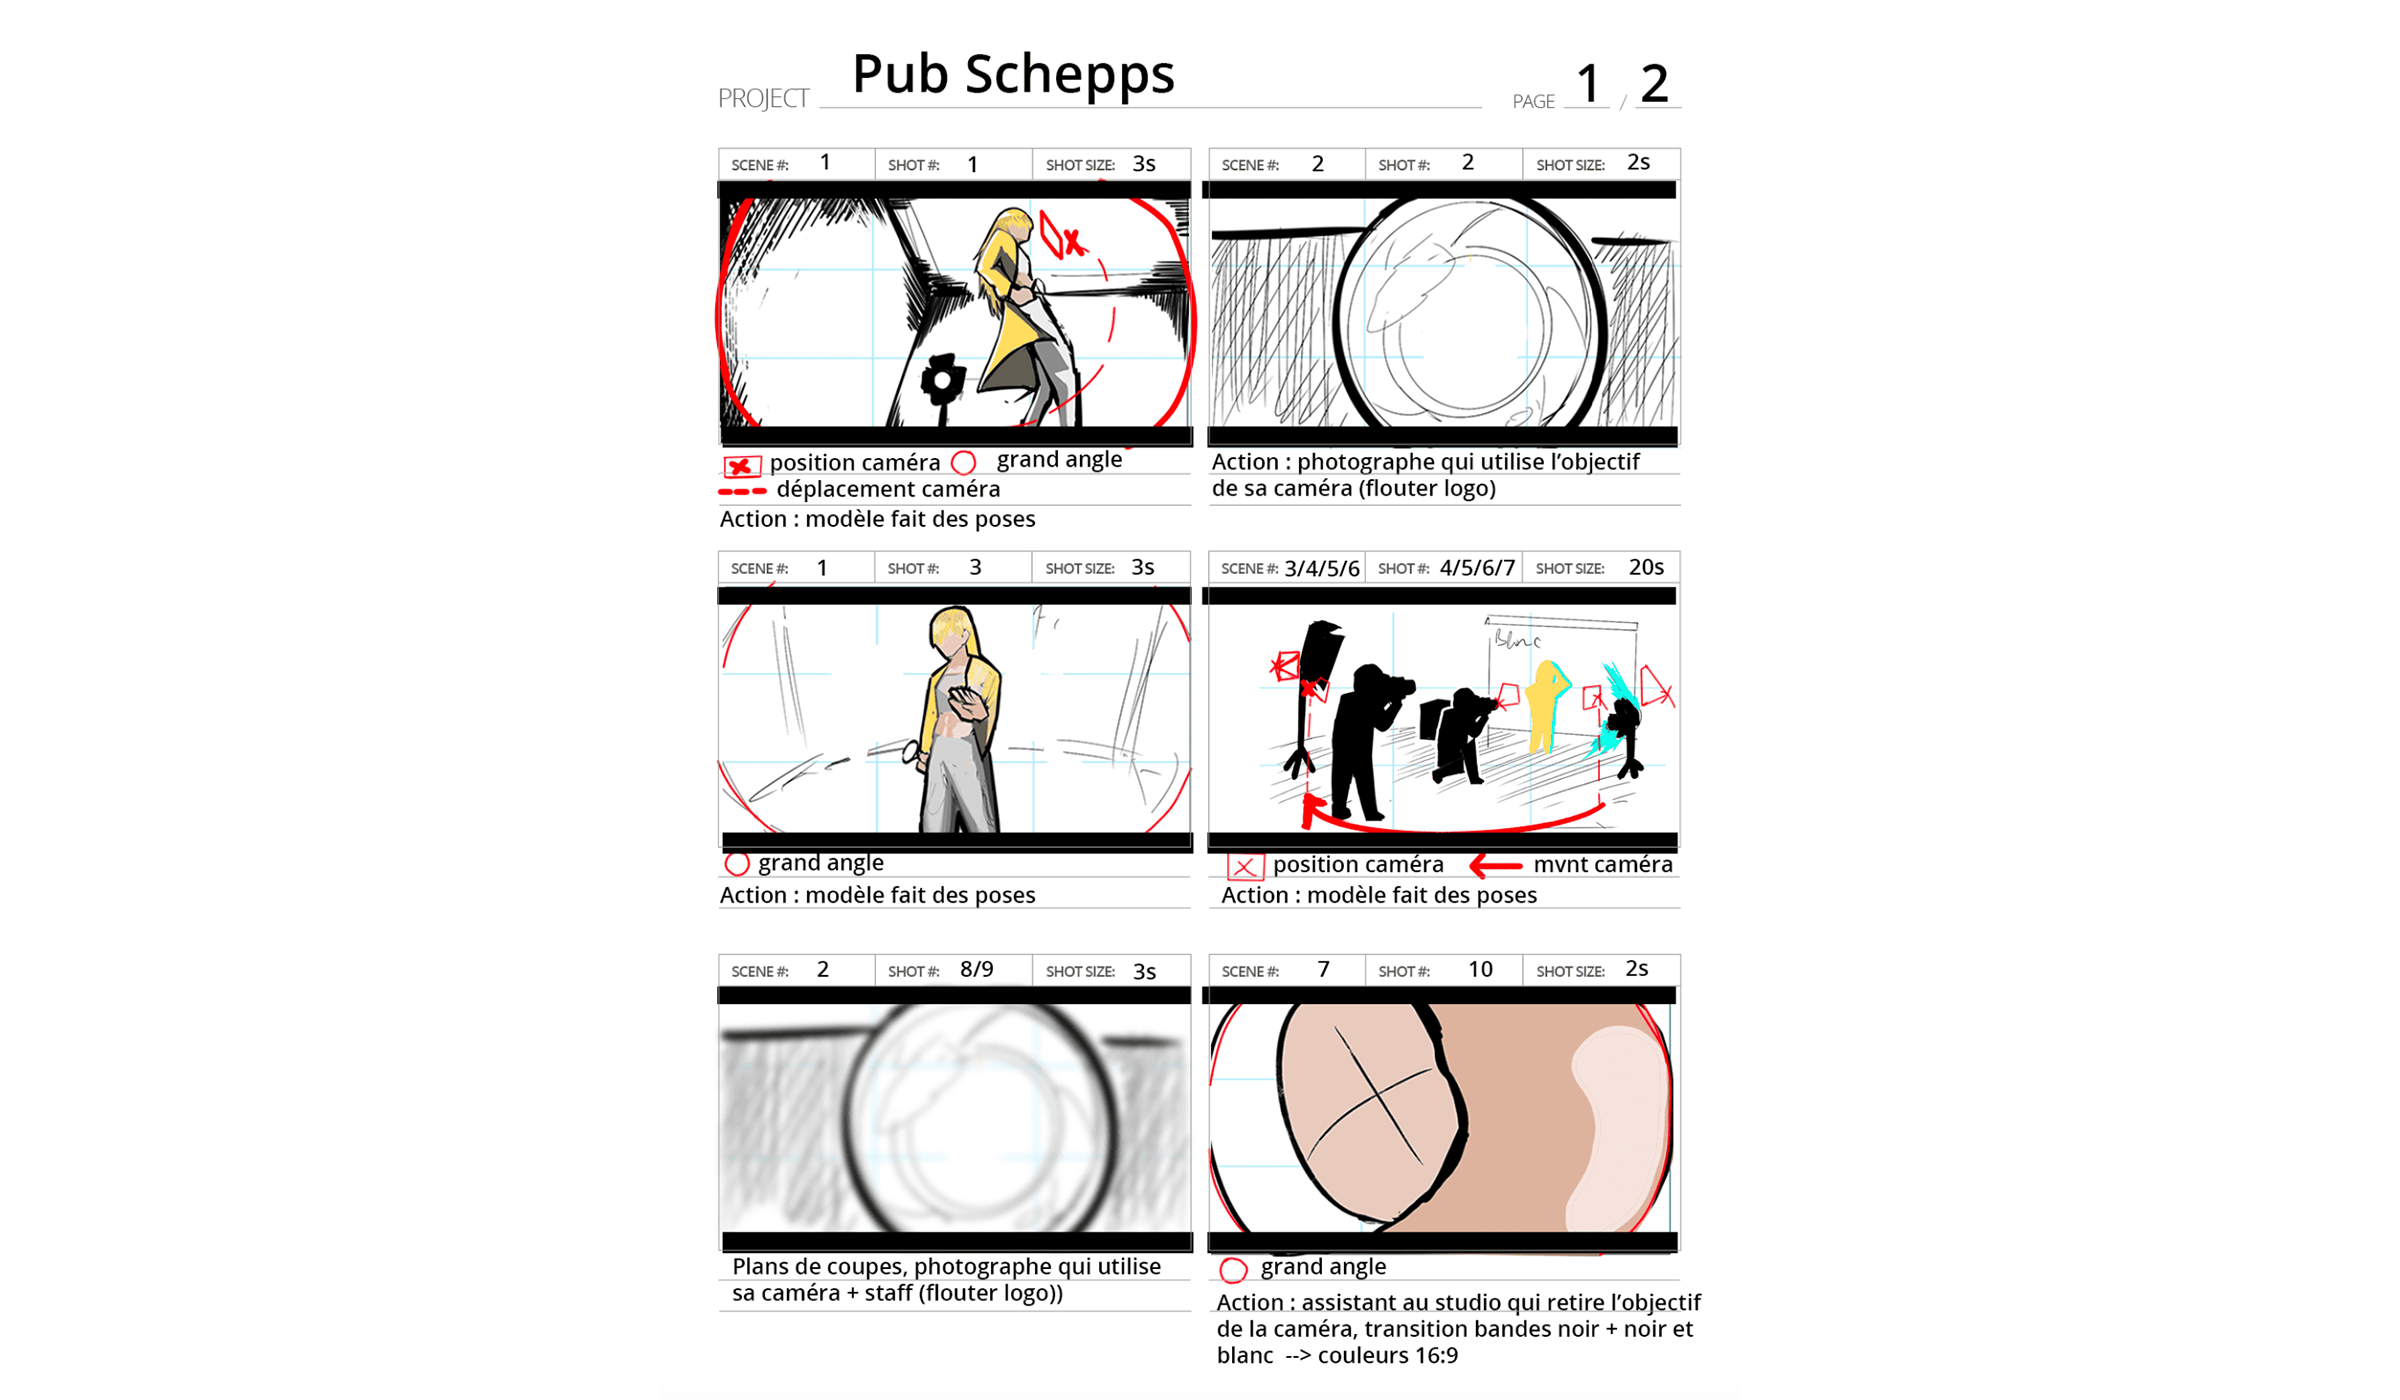 Pub Schepps
PROJECT
PAGE 1 / 2
SCENE #: 1 SHOT #: 1 SHOT SIZE: 3s
position caméra grand angle
déplacement caméra
Action : modèle fait des poses
SCENE #: 2 SHOT #: 2 SHOT SIZE: 2s
Action : photographe qui utilise l’objectif
de sa caméra (flouter logo)
SCENE #: 1 SHOT #: 3 SHOT SIZE: 3s
grand angle
Action : modèle fait des poses
SCENE #: 3/4/5/6 SHOT #: 4/5/6/7 SHOT SIZE: 20s
Blanc
position caméra mvnt caméra
Action : modèle fait des poses
SCENE #: 2 SHOT #: 8/9 SHOT SIZE: 3s
Plans de coupes, photographe qui utilise
sa caméra + staff (flouter logo))
SCENE #: 7 SHOT #: 10 SHOT SIZE: 2s
grand angle
Action : assistant au studio qui retire l’objectif
de la caméra, transition bandes noir + noir et
blanc --> couleurs 16:9